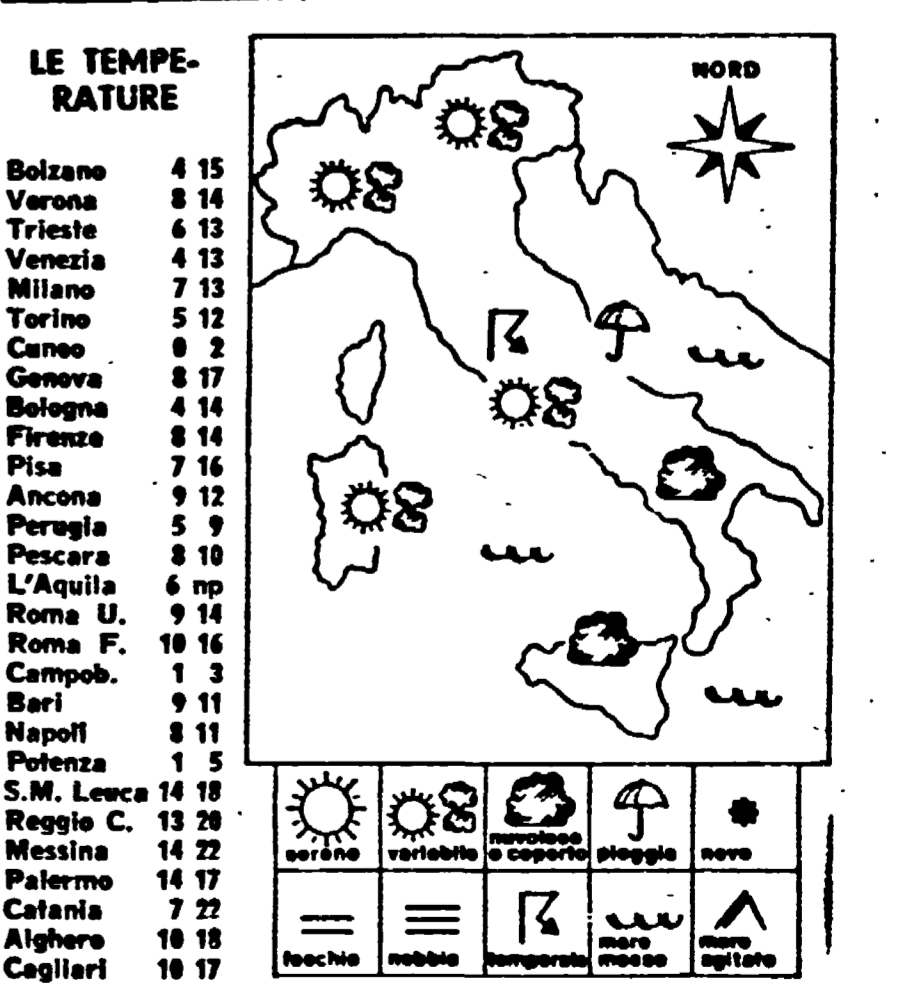 LE TEMPE-
RATURE
Bolzano 4 15
Verona 8 14
Trieste 6 13
Venezia 4 13
Milano 7 13
Torino 5 12
Cuneo 0 2
Genova 8 17
Bologna 4 14
Firenze 8 14
Pisa 7 16
Ancona 9 12
Perugia 5 9
Pescara 8 10
L'Aquila 6 np
Roma U. 9 14
Roma F. 10 16
Campob. 1 3
Bari 9 11
Napoli 8 11
Potenza 1 5
S.M. Leuca 14 18
Reggio C. 13 20
Messina 14 22
Palermo 14 17
Catania 7 22
Alghero 10 18
Cagliari 10 17
NORD
sereno
variabile
nuvoloso
o coperto
pioggia
neve
foschia
nebbia
temporale
mare
mosso
mare
agitato